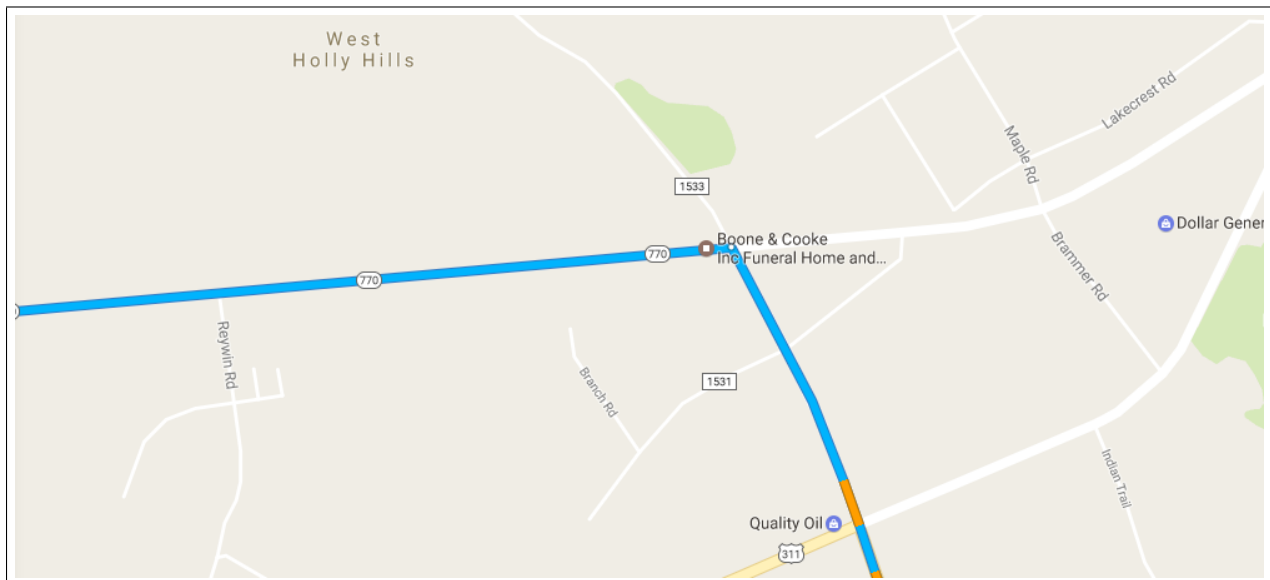 West
Holly Hills
Lakecrest Rd
Maple Rd
1533
Dollar Gener
Boone & Cooke
Inc Funeral Home and...
770
770
Brammer Rd
Reywin Rd
Branch Rd
1531
Indian Trail
Quality Oil
311